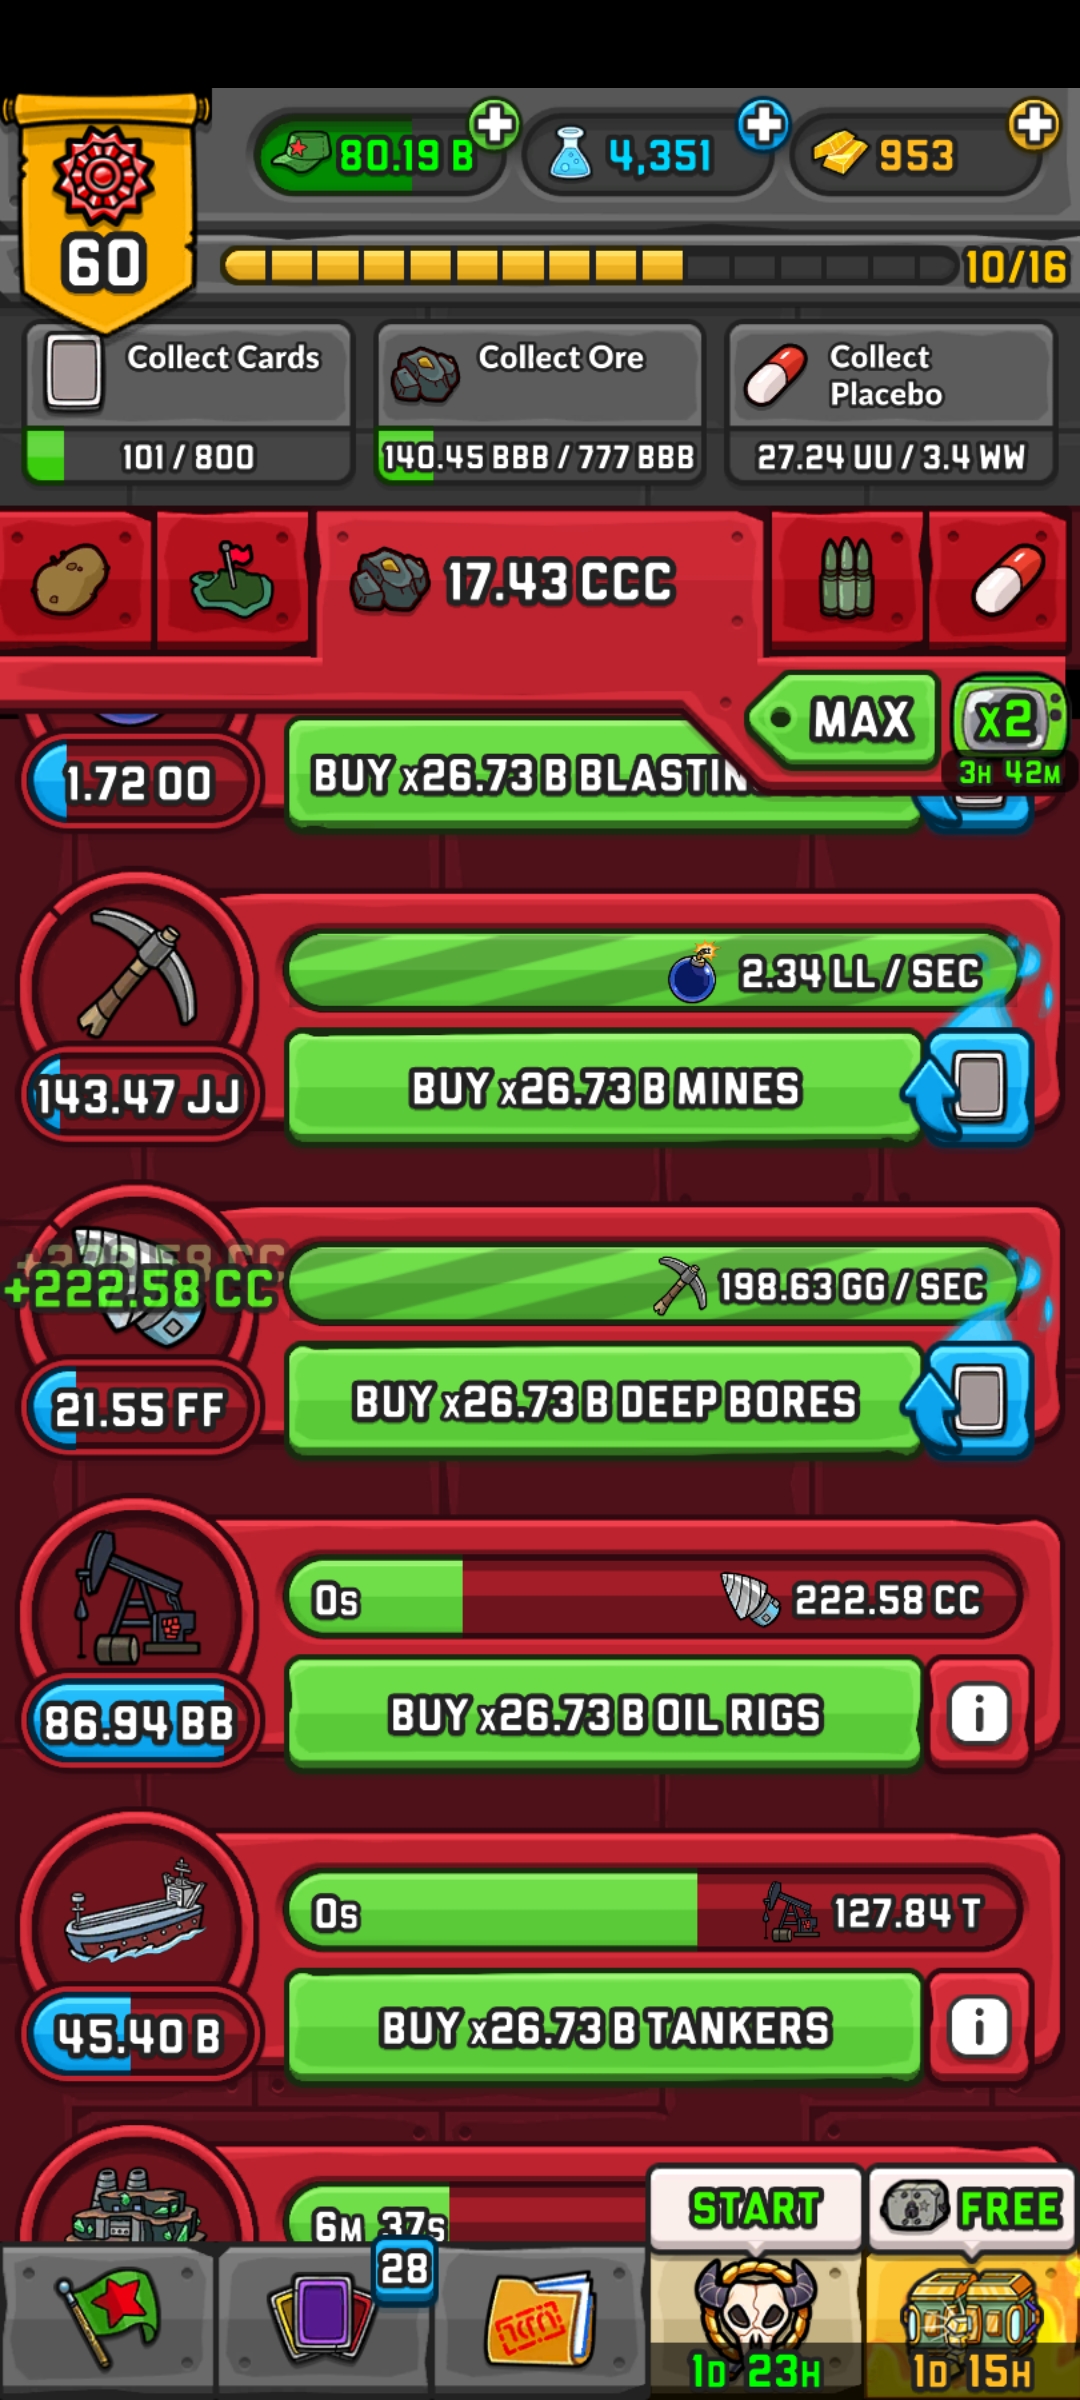 80.19 B
4,351
953
60
10/16
Collect Cards
101 / 800
Collect Ore
140.45 BBB / 777 BBB
Collect
Placebo
27.24 UU / 3.4 WW
17.43 CCC
MAX
x2
3H 42M
1.72 OO
BUY x26.73 B BLASTIN
2.34 LL / SEC
143.47 JJ
BUY x26.73 B MINES
+222.58 CC
+222.58 CC
198.63 GG / SEC
21.55 FF
BUY x26.73 B DEEP BORES
0s
222.58 CC
86.94 BB
BUY x26.73 B OIL RIGS
i
0s
127.84 T
45.40 B
BUY x26.73 B TANKERS
i
6M 37s
START
FREE
28
1D 23H
1D 15H